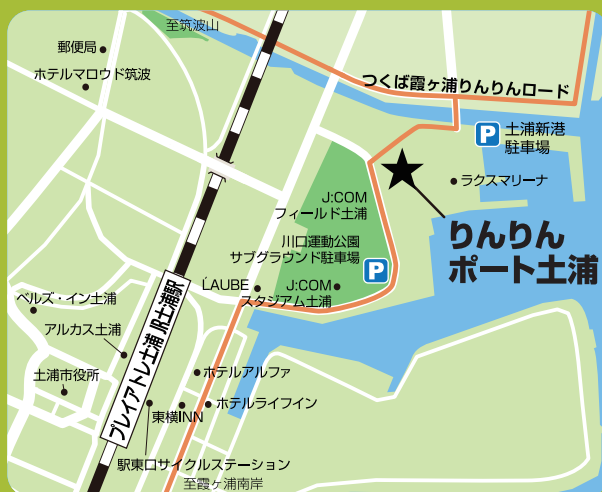 至筑波山
郵便局
ホテルマロウド筑波
つくば霞ヶ浦りんりんロード
P
土浦新港
駐車場
ラクスマリーナ
J:COM
フィールド土浦
りんりん
ポート土浦
川口運動公園
サブグラウンド駐車場
P
L'AUBE
J:COM
スタジアム土浦
プレイアトレ土浦 JR土浦駅
ベルズ・イン土浦
アルカス土浦
土浦市役所
ホテルアルファ
東横INN
ホテルライフイン
駅東口サイクルステーション
至霞ヶ浦南岸